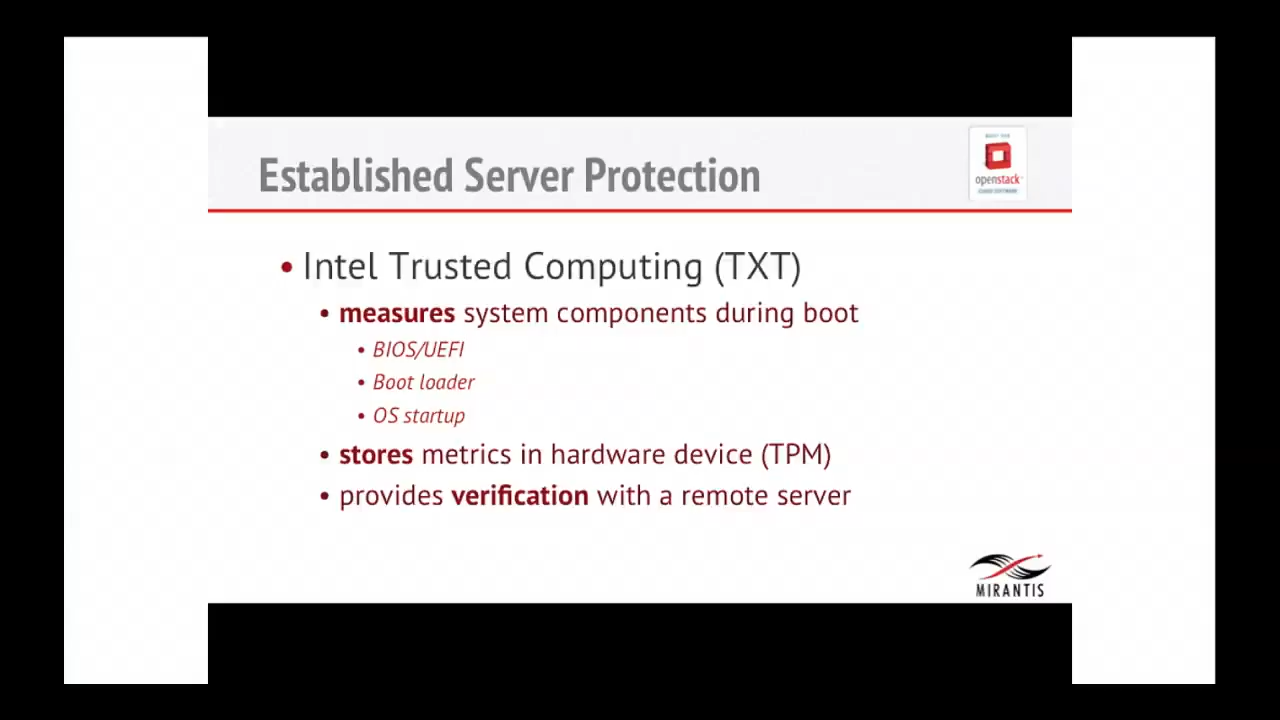 Established Server Protection
openstack
• Intel Trusted Computing (TXT)
• measures system components during boot
• BIOS/UEFI
• Boot loader
• OS startup
• stores metrics in hardware device (TPM)
• provides verification with a remote server
MIRANTIS